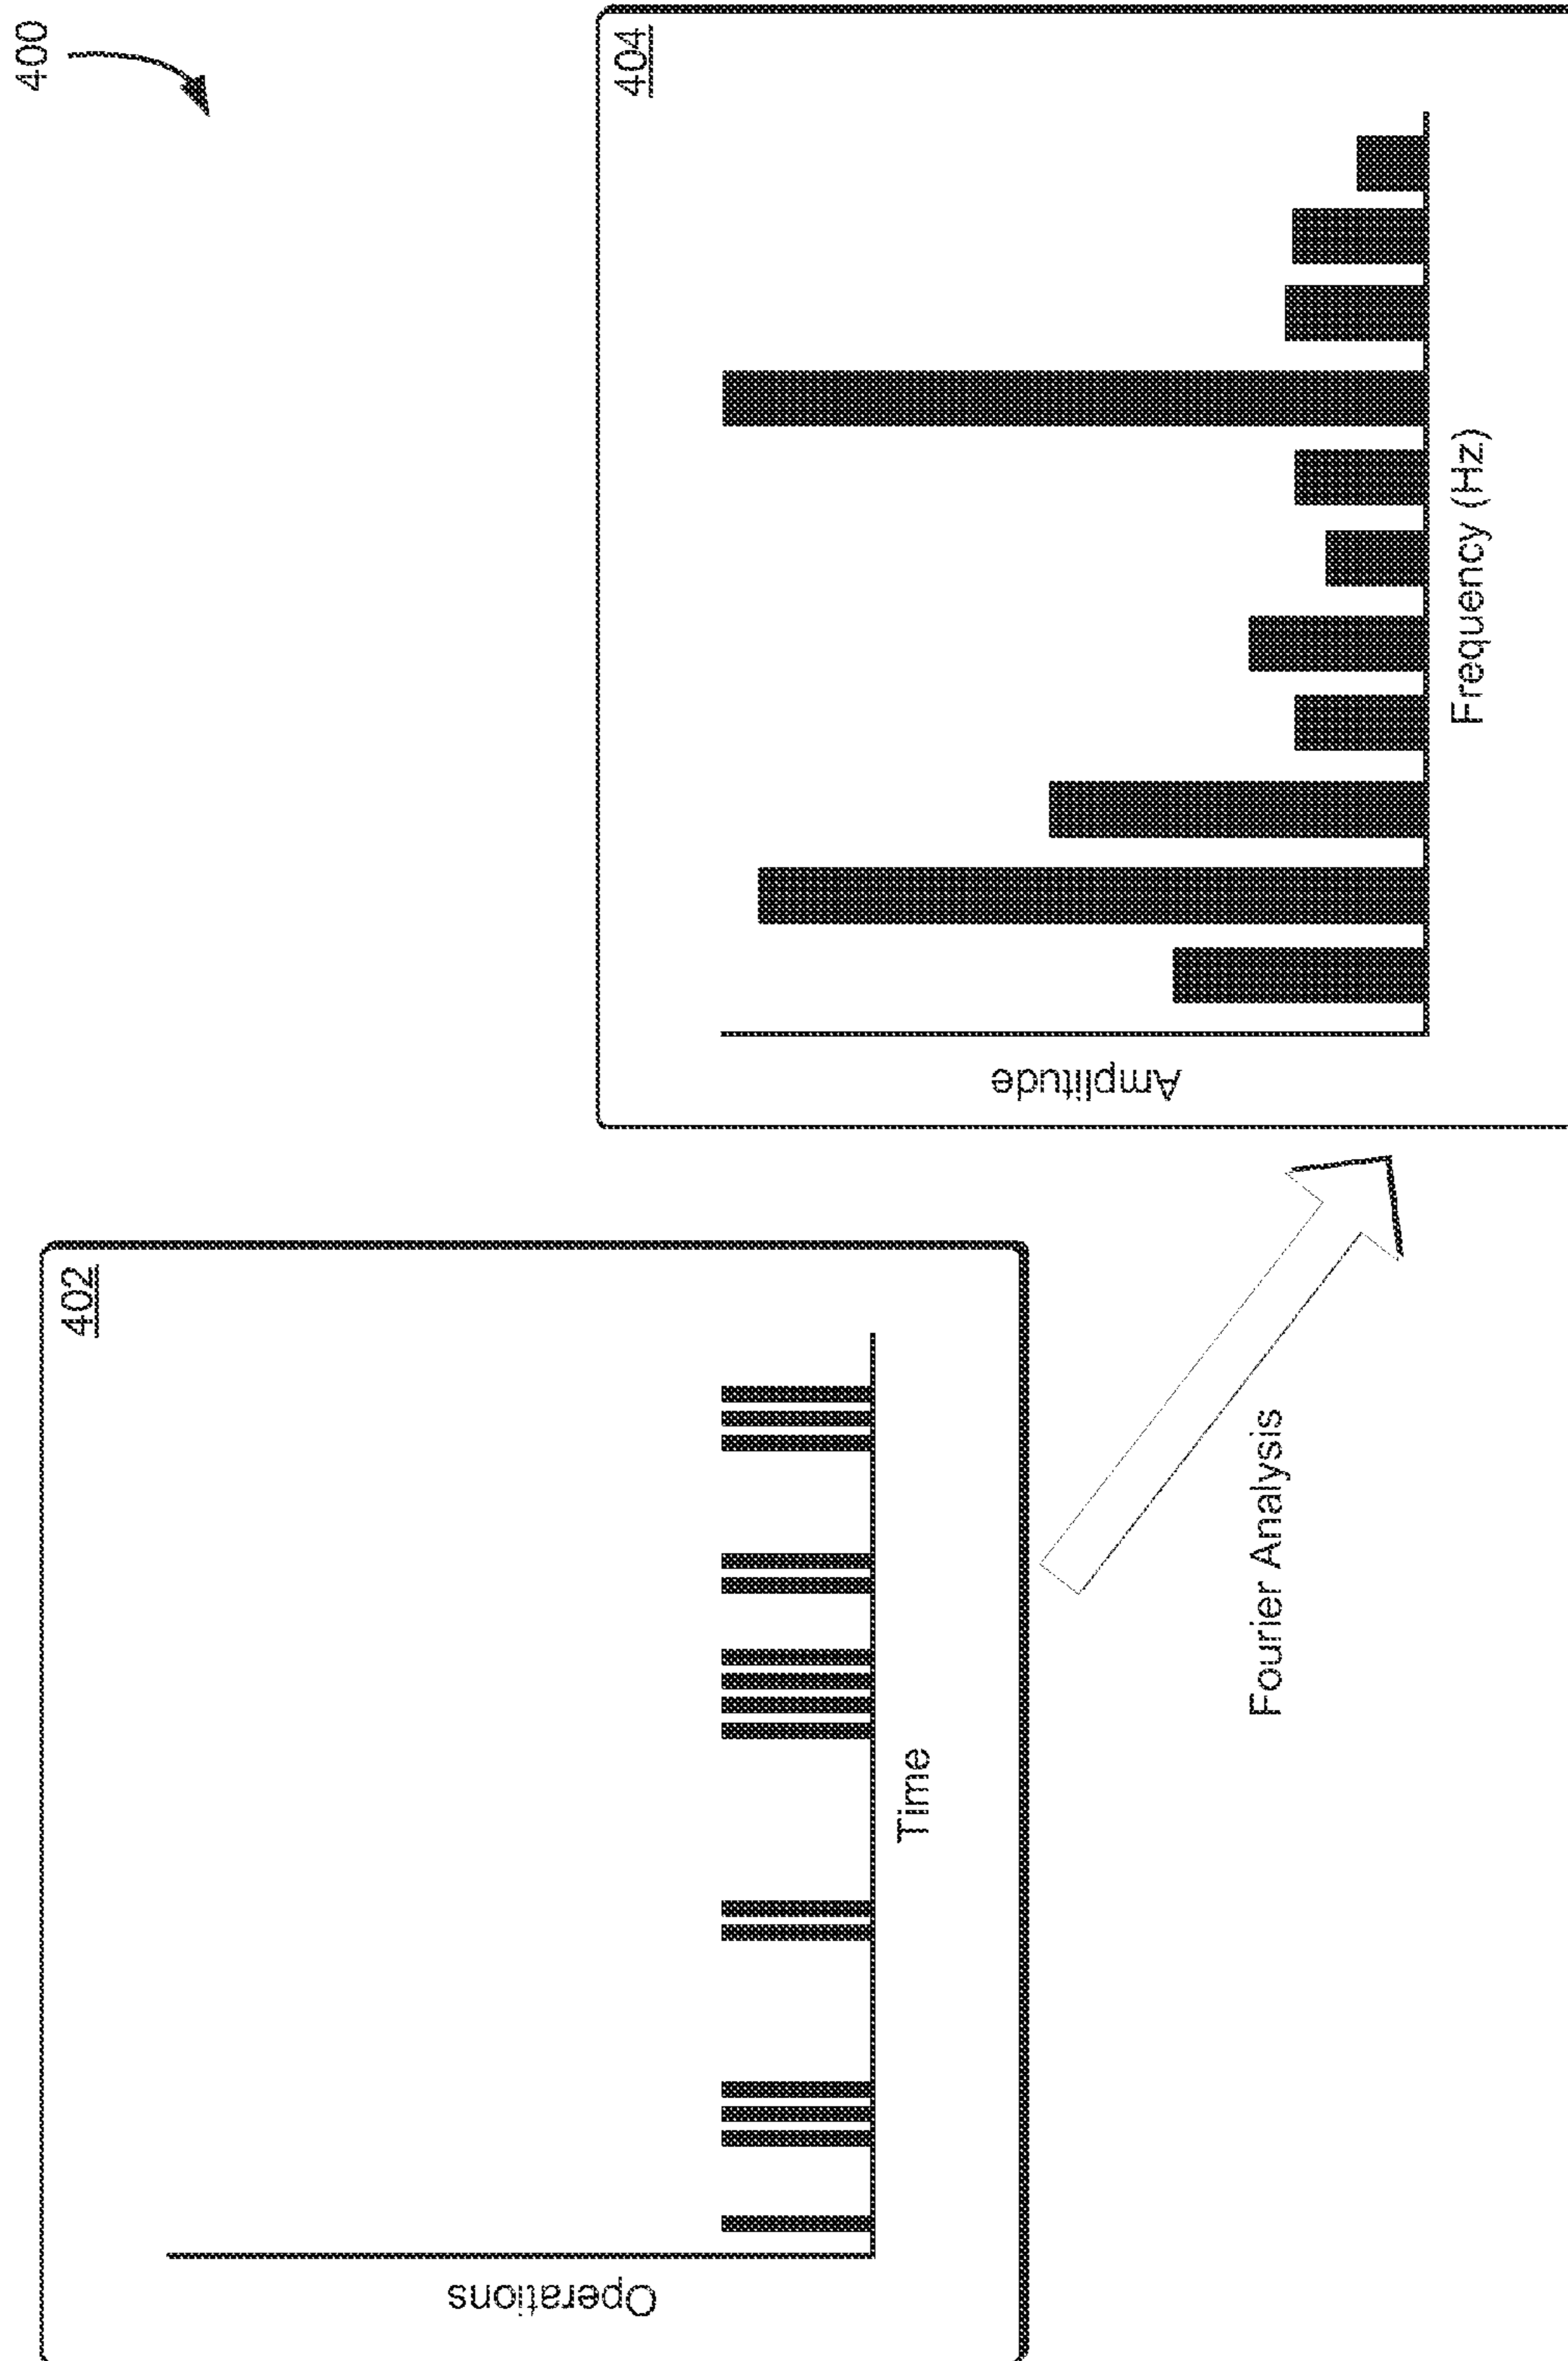 400
402
Operations
Time
Fourier Analysis
404
Amplitude
Frequency (Hz)